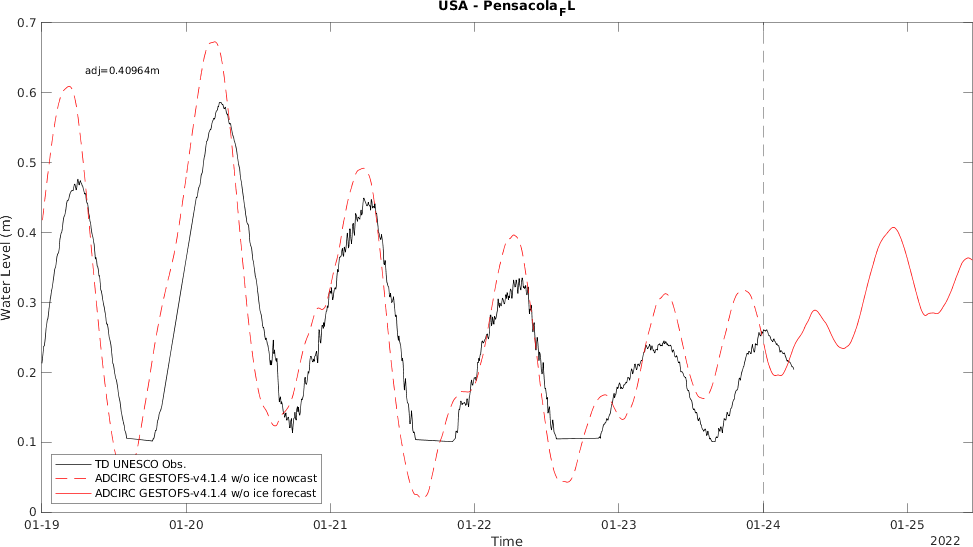 USA - Pensacola_FL
0.7
adj=0.40964m
0.6
0.5
0.4
0.3
0.2
0.1
0
Water Level (m)
TD UNESCO Obs.
ADCIRC GESTOFS-v4.1.4 w/o ice nowcast
ADCIRC GESTOFS-v4.1.4 w/o ice forecast
01-19 01-20 01-21 01-22 01-23 01-24 01-25
Time
2022